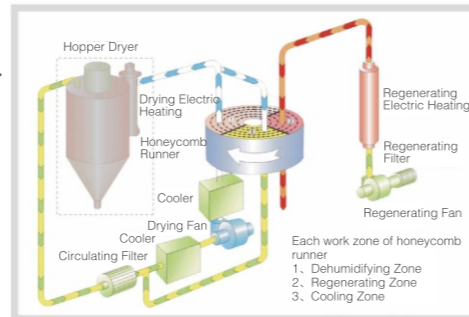 Hopper Dryer
Drying Electric
Heating
Honeycomb
Runner
Cooler
Drying Fan
Cooler
Circulating Filter
Regenerating
Electric Heating
Regenerating
Filter
Regenerating Fan
Each work zone of honeycomb
runner
1、Dehumidifying Zone
2、Regenerating Zone
3、Cooling Zone